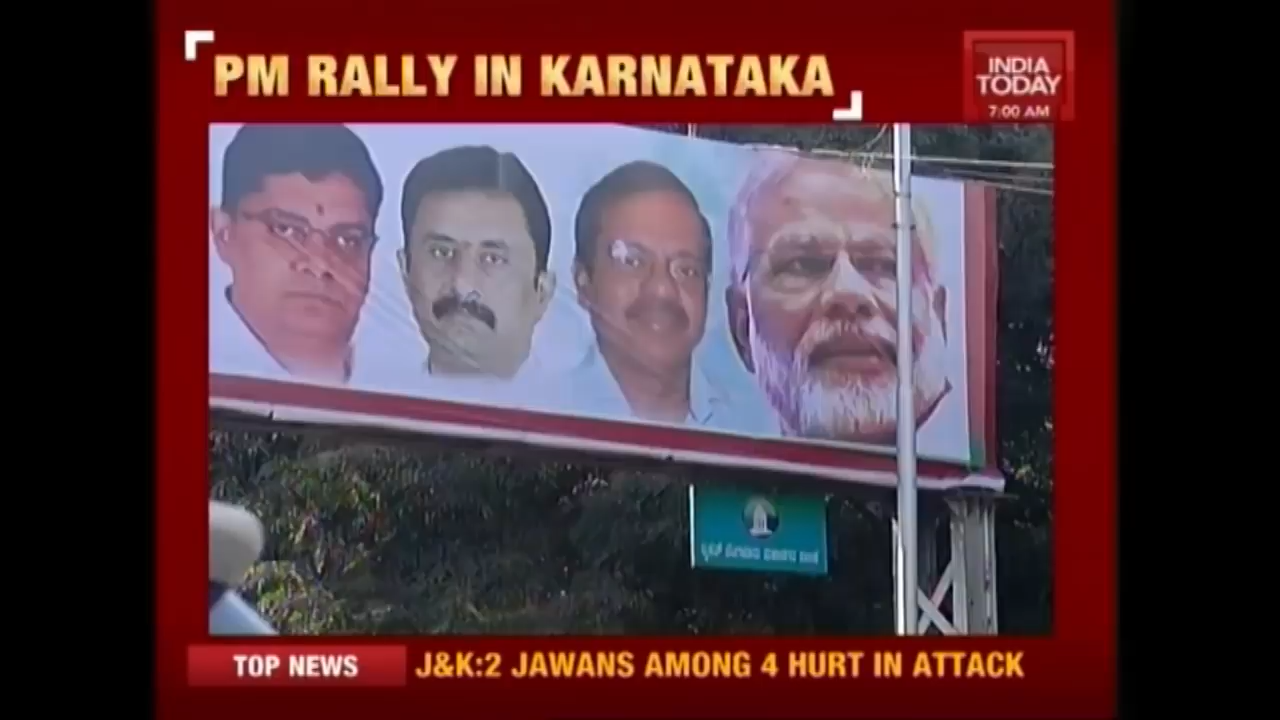 PM RALLY IN KARNATAKA
INDIA
TODAY
7:00 AM
TOP NEWS
J&K:2 JAWANS AMONG 4 HURT IN ATTACK